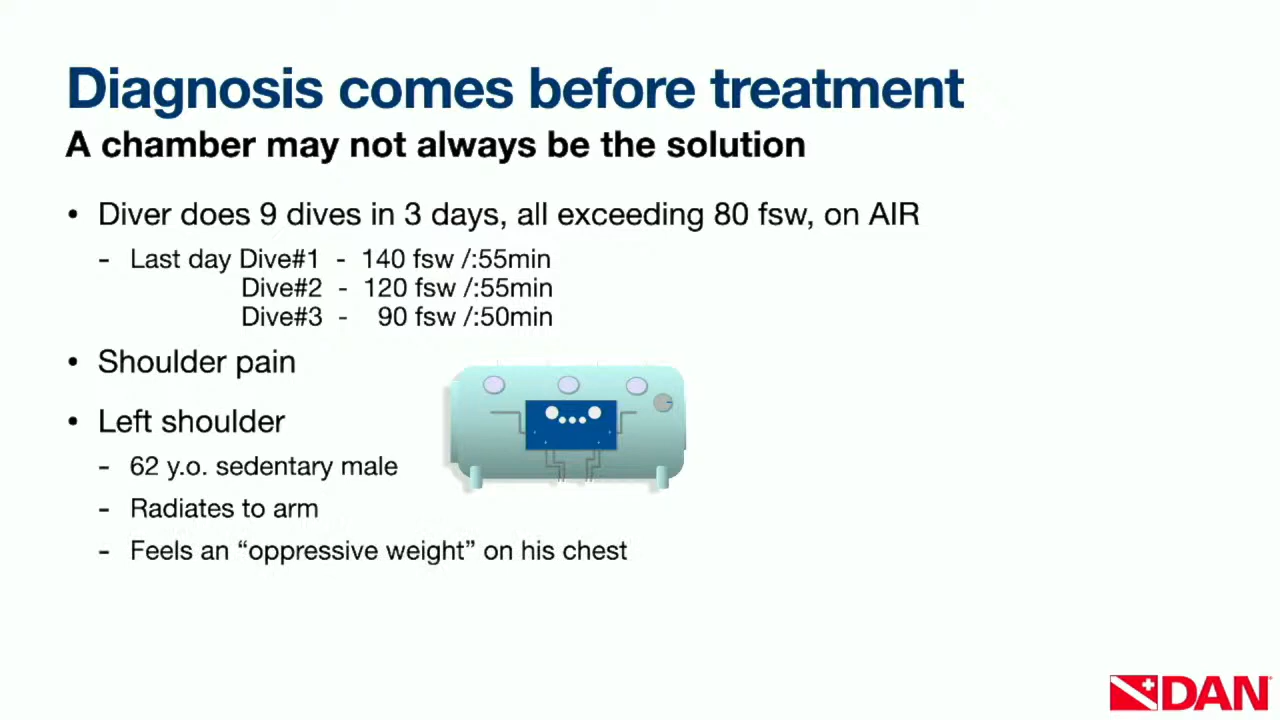 Diagnosis comes before treatment
A chamber may not always be the solution
• Diver does 9 dives in 3 days, all exceeding 80 fsw, on AIR
- Last day Dive#1 - 140 fsw /:55min
Dive#2 - 120 fsw /:55min
Dive#3 - 90 fsw /:50min
• Shoulder pain
• Left shoulder
- 62 y.o. sedentary male
- Radiates to arm
- Feels an “oppressive weight” on his chest
DAN